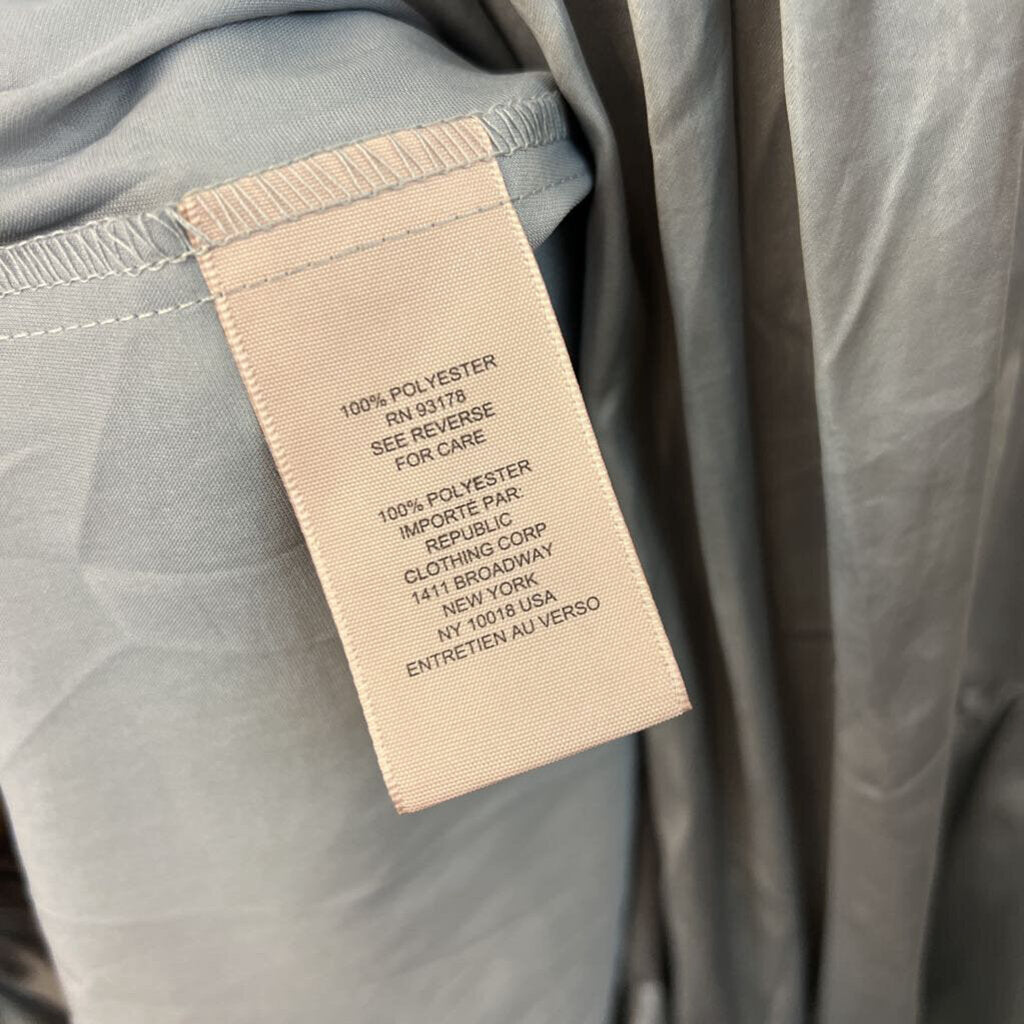 100% POLYESTER
RN 93178
SEE REVERSE
FOR CARE
100% POLYESTER
IMPORTÉ PAR:
REPUBLIC
CLOTHING CORP
1411 BROADWAY
NEW YORK
NY 10018 USA
ENTRETIEN AU VERSO